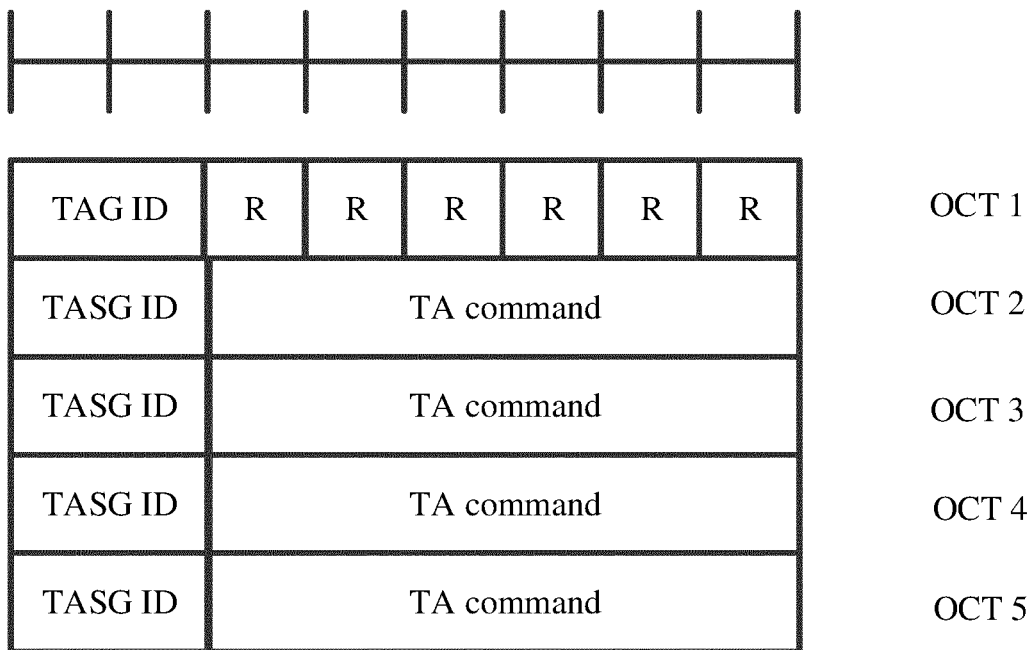 TAG ID R R R R R R OCT 1
TASG ID TA command OCT 2
TASG ID TA command OCT 3
TASG ID TA command OCT 4
TASG ID TA command OCT 5